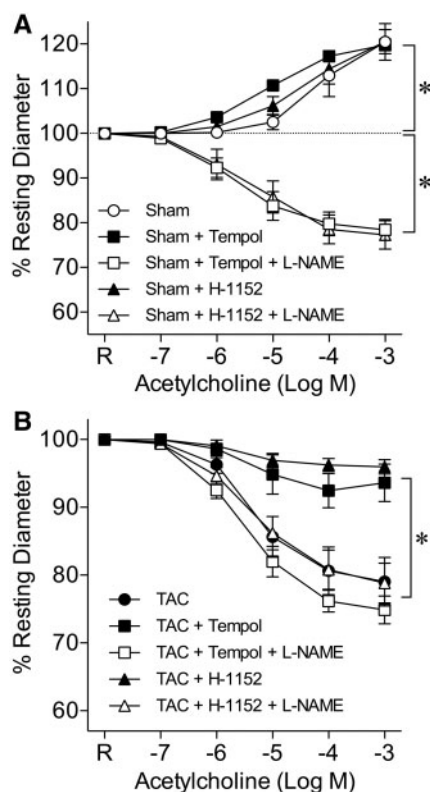 A
120
110
100
90
80
70
60
% Resting Diameter
*
*
Sham
Sham + Tempol
Sham + Tempol + L-NAME
Sham + H-1152
Sham + H-1152 + L-NAME
R -7 -6 -5 -4 -3
Acetylcholine (Log M)
B
100
90
80
70
60
% Resting Diameter
*
TAC
TAC + Tempol
TAC + Tempol + L-NAME
TAC + H-1152
TAC + H-1152 + L-NAME
R -7 -6 -5 -4 -3
Acetylcholine (Log M)